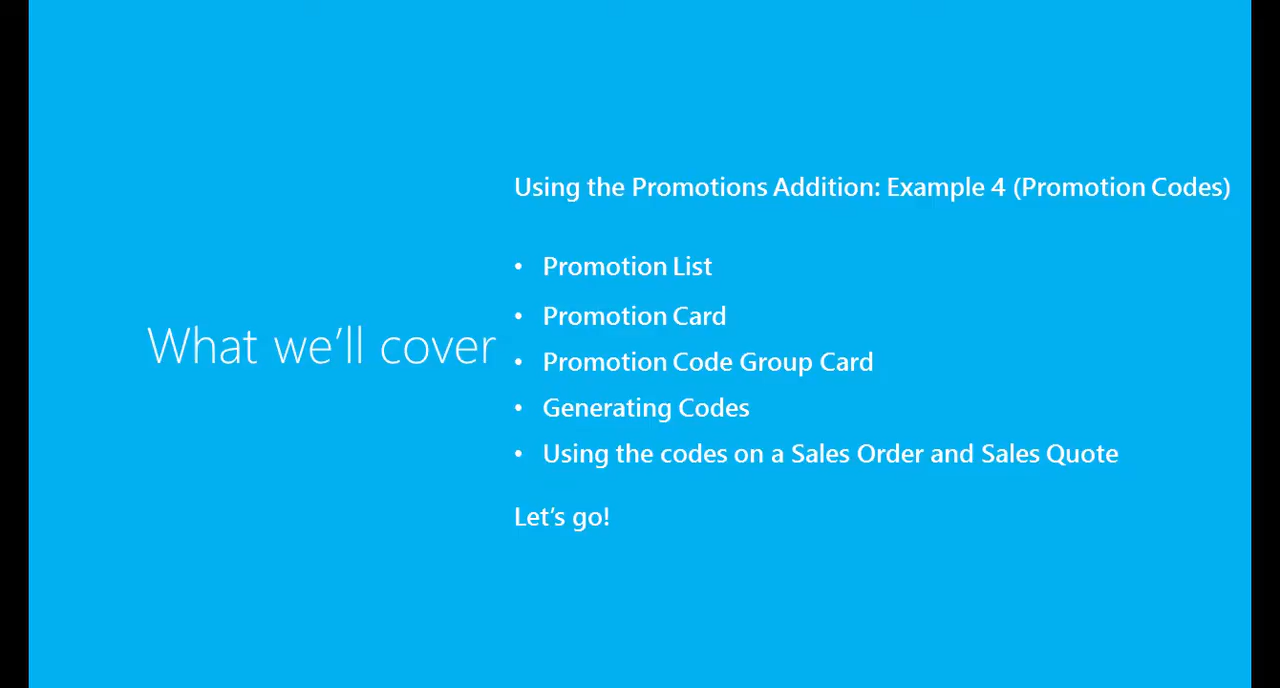 What we’ll cover
Using the Promotions Addition: Example 4 (Promotion Codes)
• Promotion List
• Promotion Card
• Promotion Code Group Card
• Generating Codes
• Using the codes on a Sales Order and Sales Quote
Let’s go!